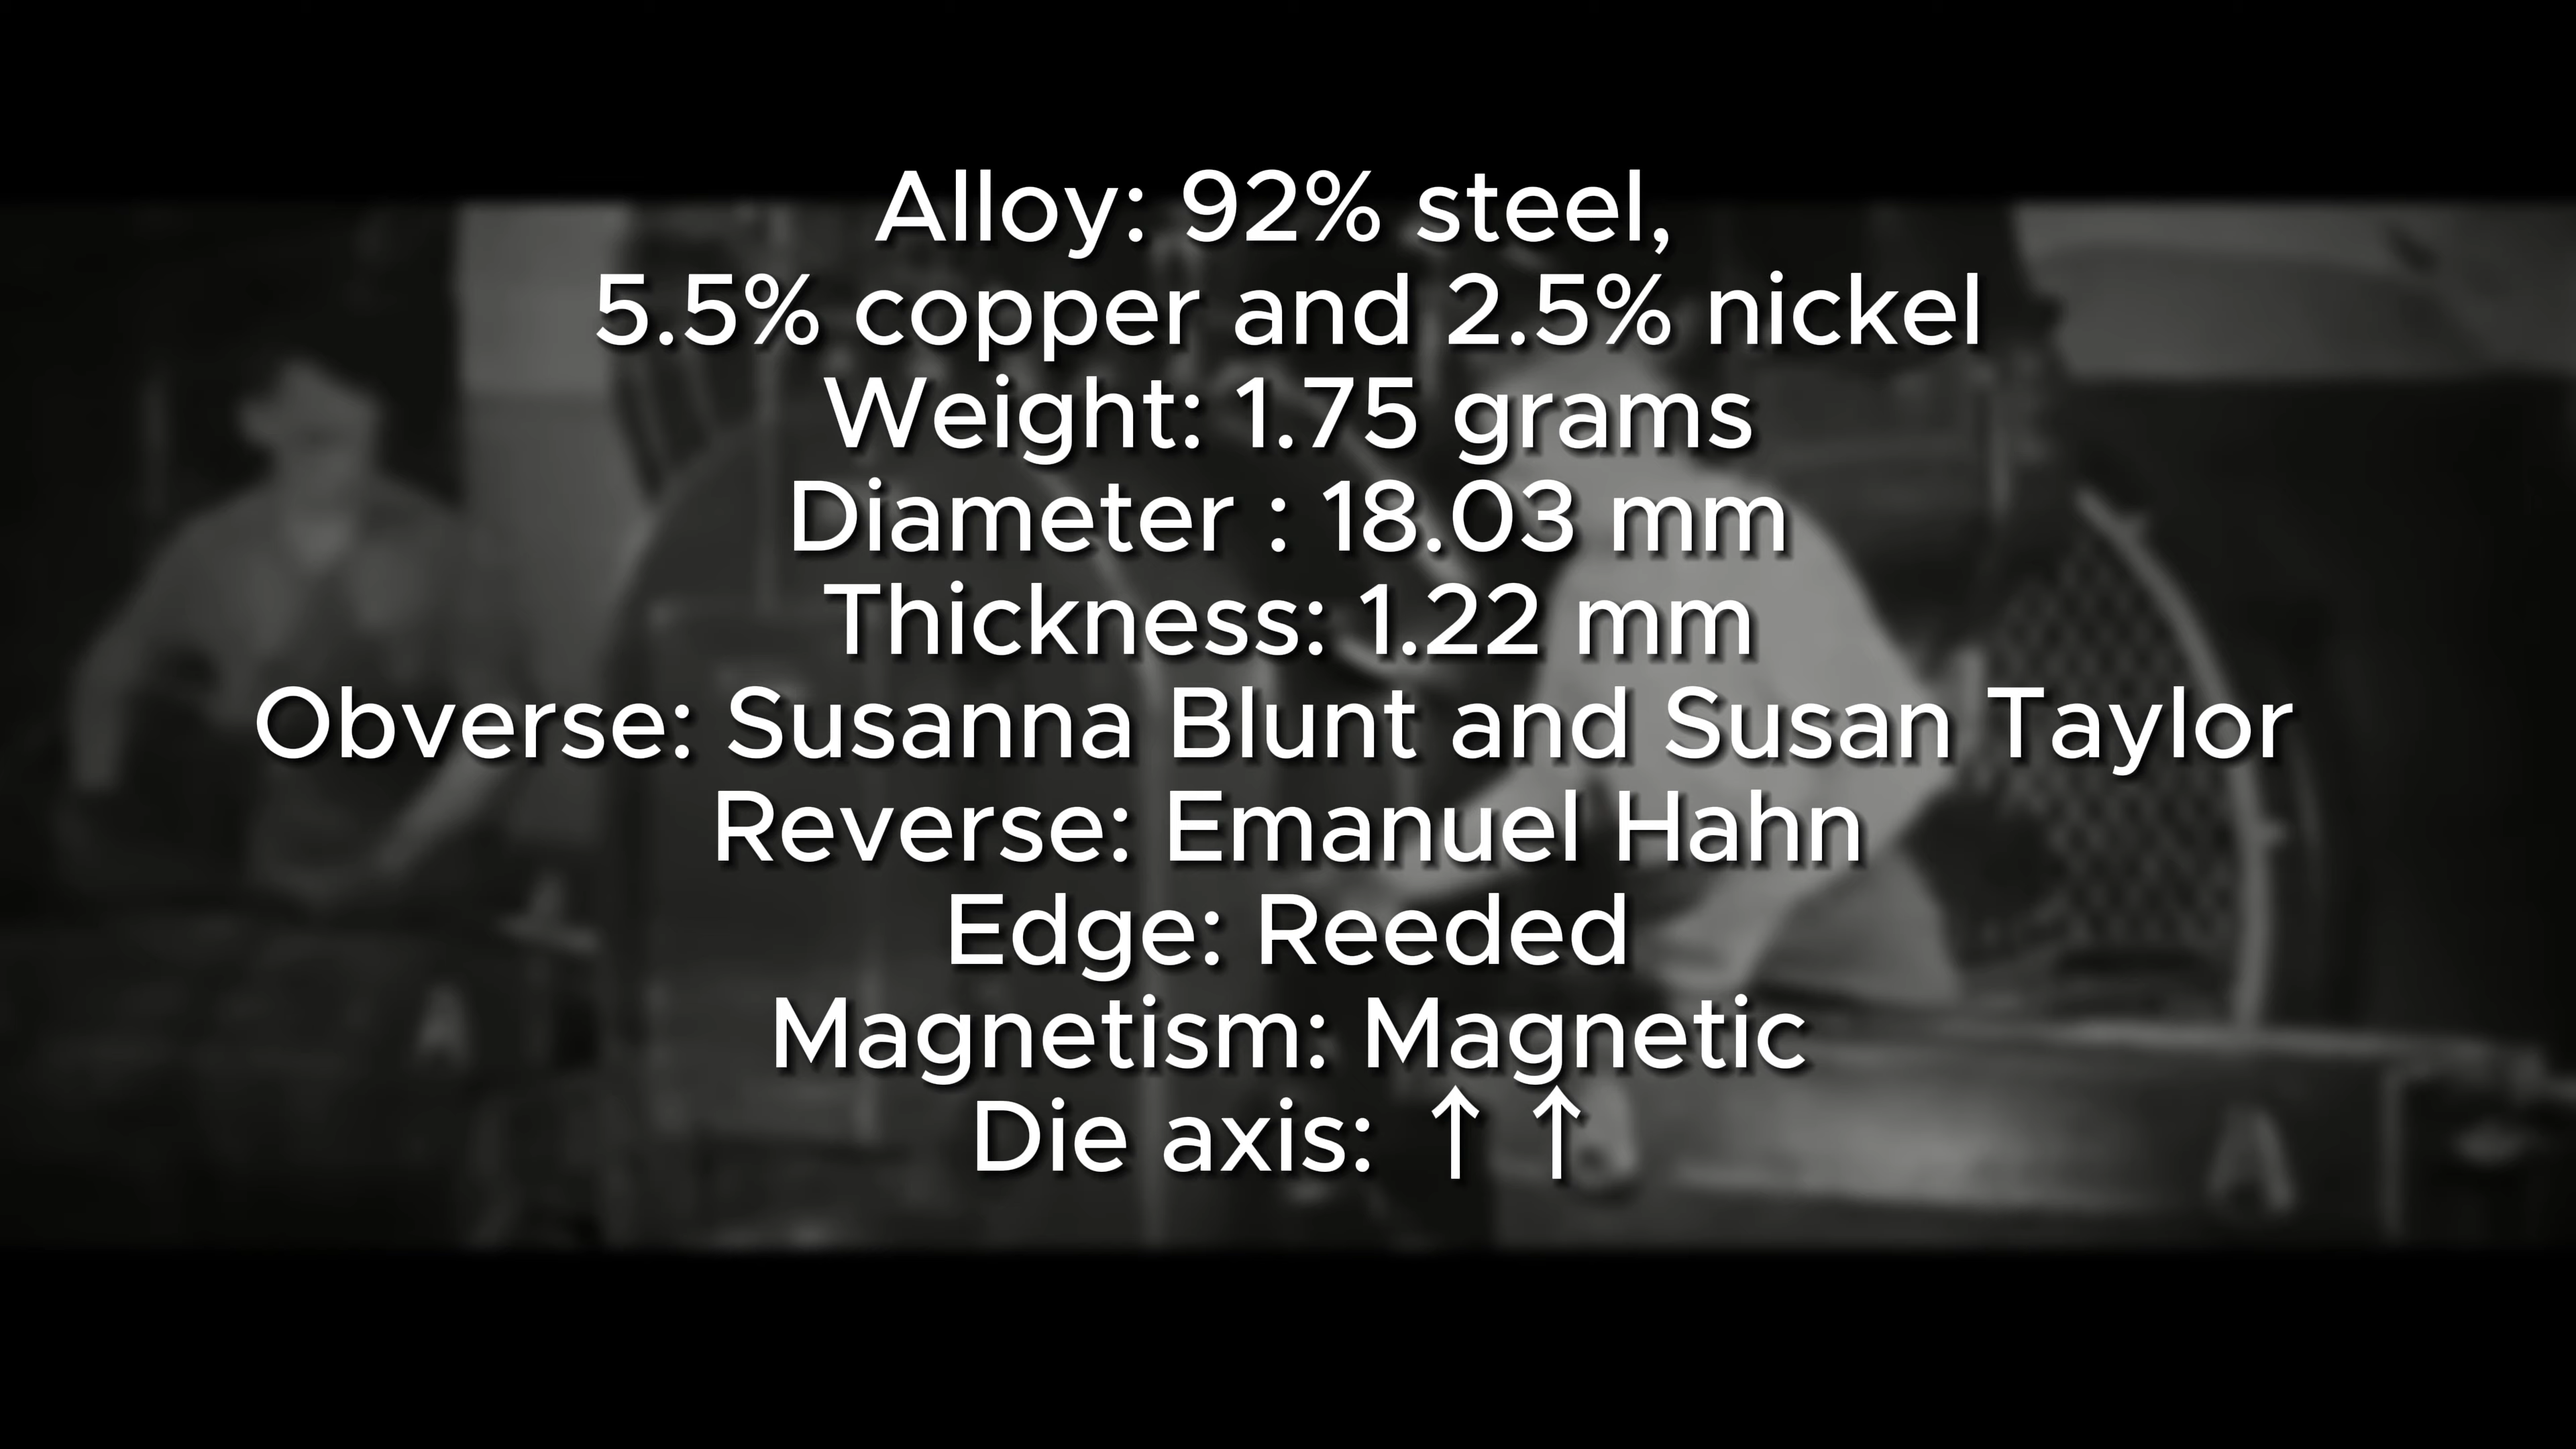 Alloy: 92% steel,
5.5% copper and 2.5% nickel
Weight: 1.75 grams
Diameter : 18.03 mm
Thickness: 1.22 mm
Obverse: Susanna Blunt and Susan Taylor
Reverse: Emanuel Hahn
Edge: Reeded
Magnetism: Magnetic
Die axis: ↑ ↑
A
A